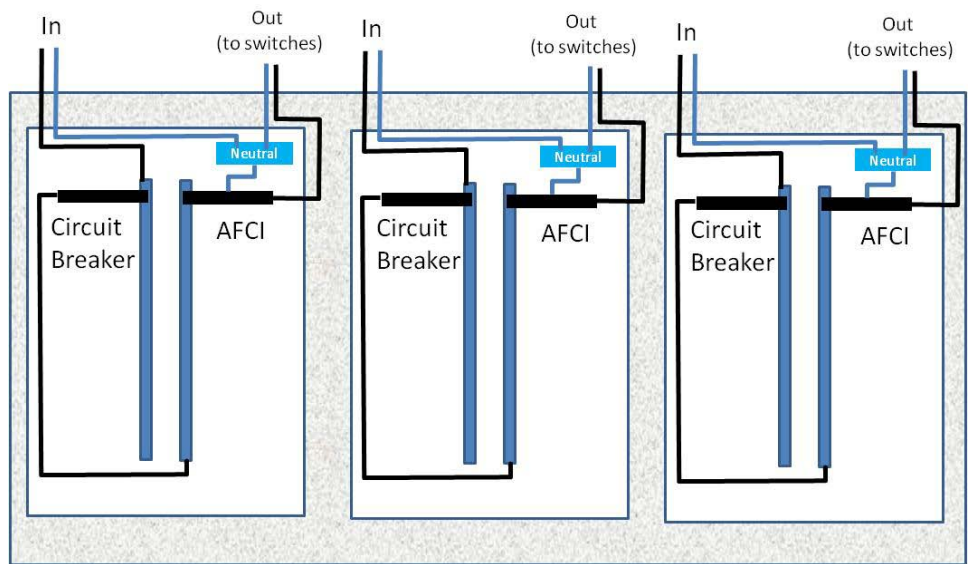 In
Out
(to switches)
Neutral
Circuit
Breaker
AFCI
In
Out
(to switches)
Neutral
Circuit
Breaker
AFCI
In
Out
(to switches)
Neutral
Circuit
Breaker
AFCI